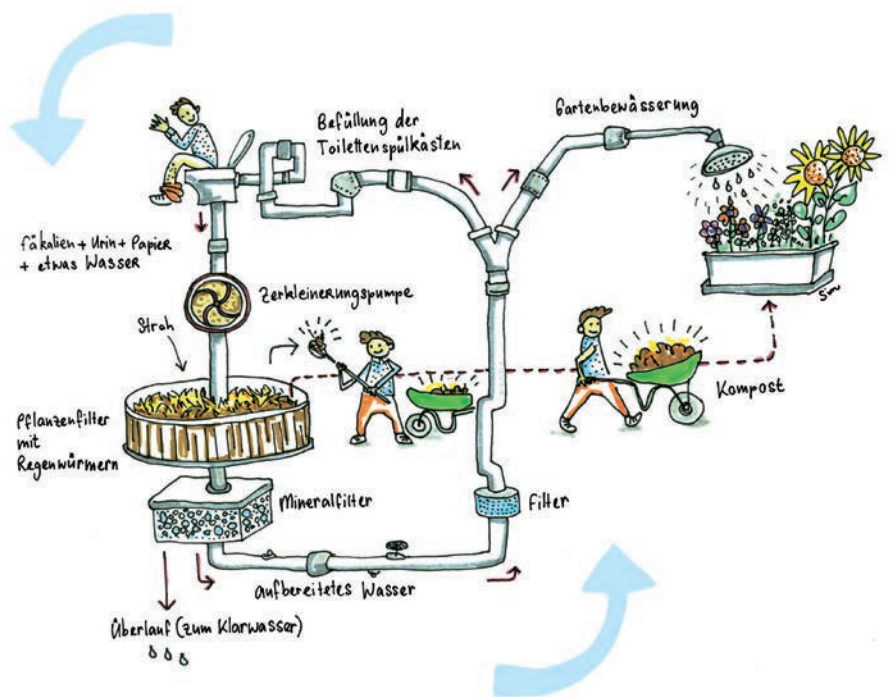 Befüllung der
Toilettenspülkästen
Gartenbewässerung
Fäkalien + Urin + Papier
+ etwas Wasser
Zerkleinerungspumpe
Stroh
Pflanzenfilter
mit
Regenwürmern
Kompost
Mineralfilter
Filter
aufbereitetes Wasser
Überlauf (zum Klarwasser)